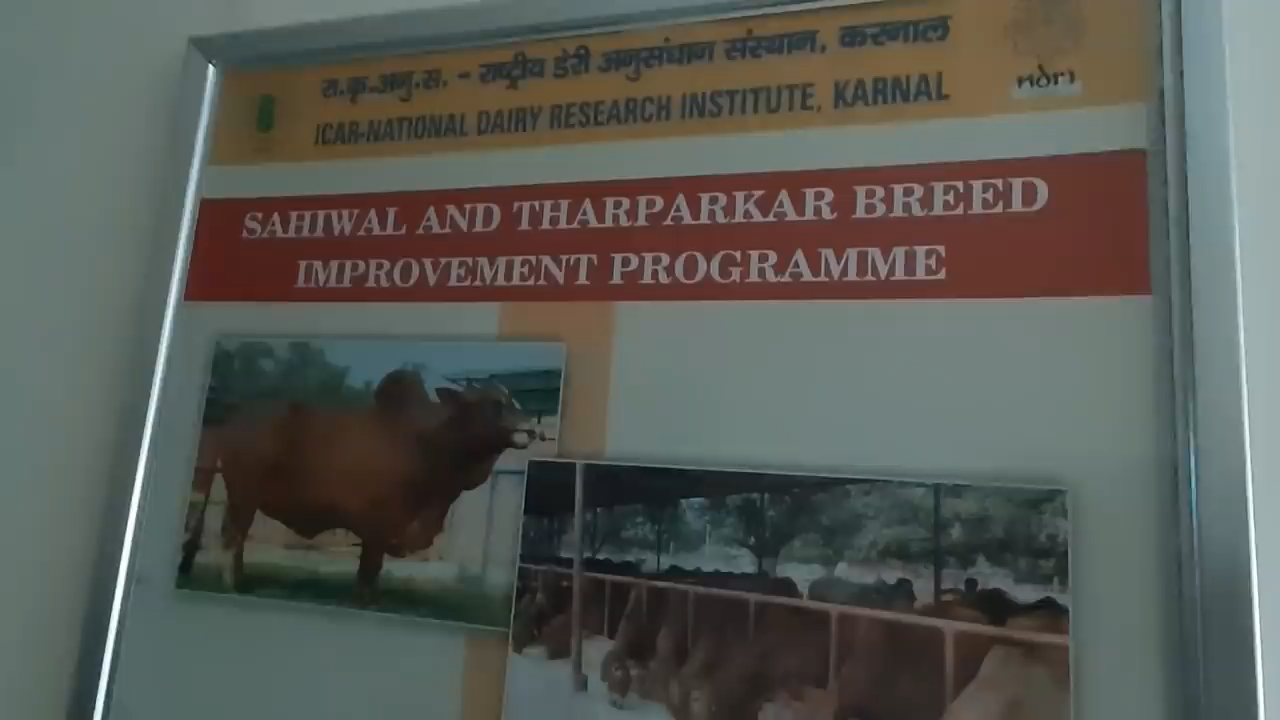 रा.कृ.अनु.स. - राष्ट्रीय डेरी अनुसंधान संस्थान, करनाल
ICAR-NATIONAL DAIRY RESEARCH INSTITUTE, KARNAL
ndri
SAHIWAL AND THARPARKAR BREED
IMPROVEMENT PROGRAMME